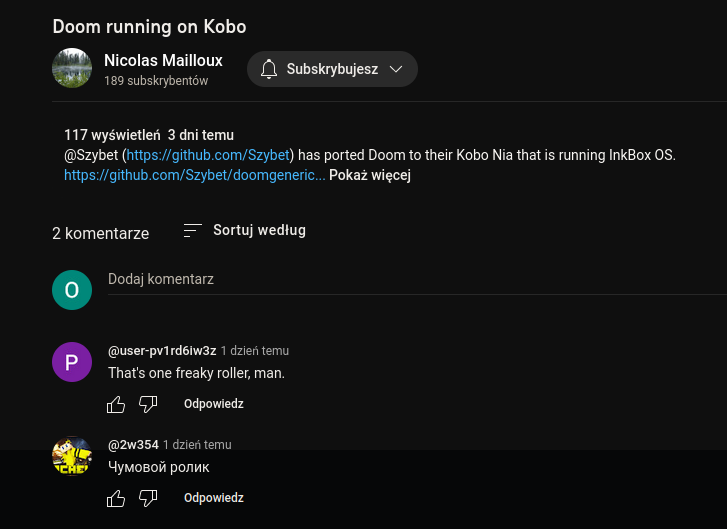 Doom running on Kobo
Nicolas Mailloux
189 subskrybentów
Subskrybujesz
117 wyświetleń 3 dni temu
@Szybet (https://github.com/Szybet) has ported Doom to their Kobo Nia that is running InkBox OS.
https://github.com/Szybet/doomgeneric... Pokaż więcej
2 komentarze
Sortuj według
O
Dodaj komentarz
P
@user-pv1rd6iw3z 1 dzień temu
That's one freaky roller, man.
Odpowiedz
@2w354 1 dzień temu
Чумовой ролик
Odpowiedz